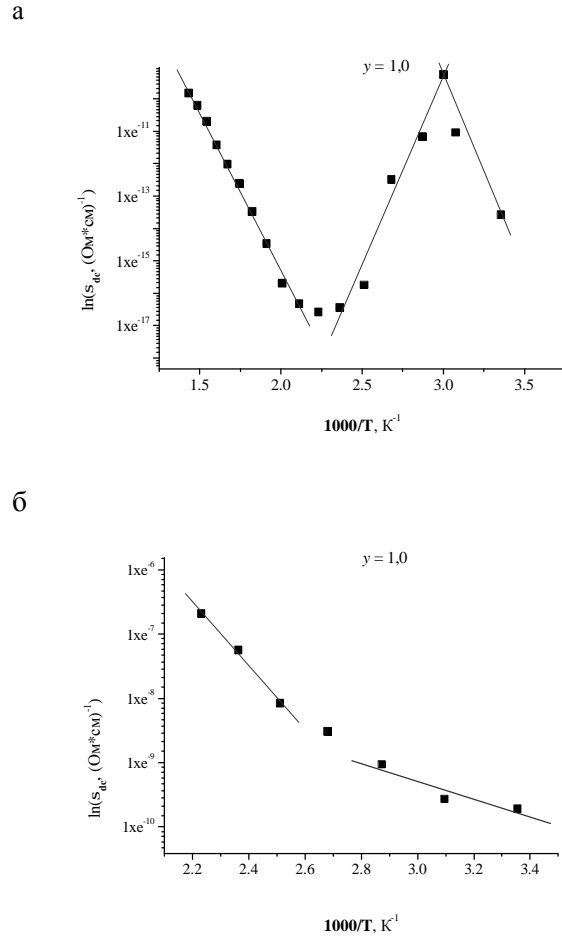 а
y = 1,0
1xe⁻¹¹
1xe⁻¹³
1xe⁻¹⁵
1xe⁻¹⁷
ln(s_dc, (Ом*см)⁻¹
1.5 2.0 2.5 3.0 3.5
1000/T, К⁻¹
б
y = 1,0
1xe⁻⁶
1xe⁻⁷
1xe⁻⁸
1xe⁻⁹
1xe⁻¹⁰
ln(s_dc, (Ом*см)⁻¹
2.2 2.4 2.6 2.8 3.0 3.2 3.4
1000/T, К⁻¹